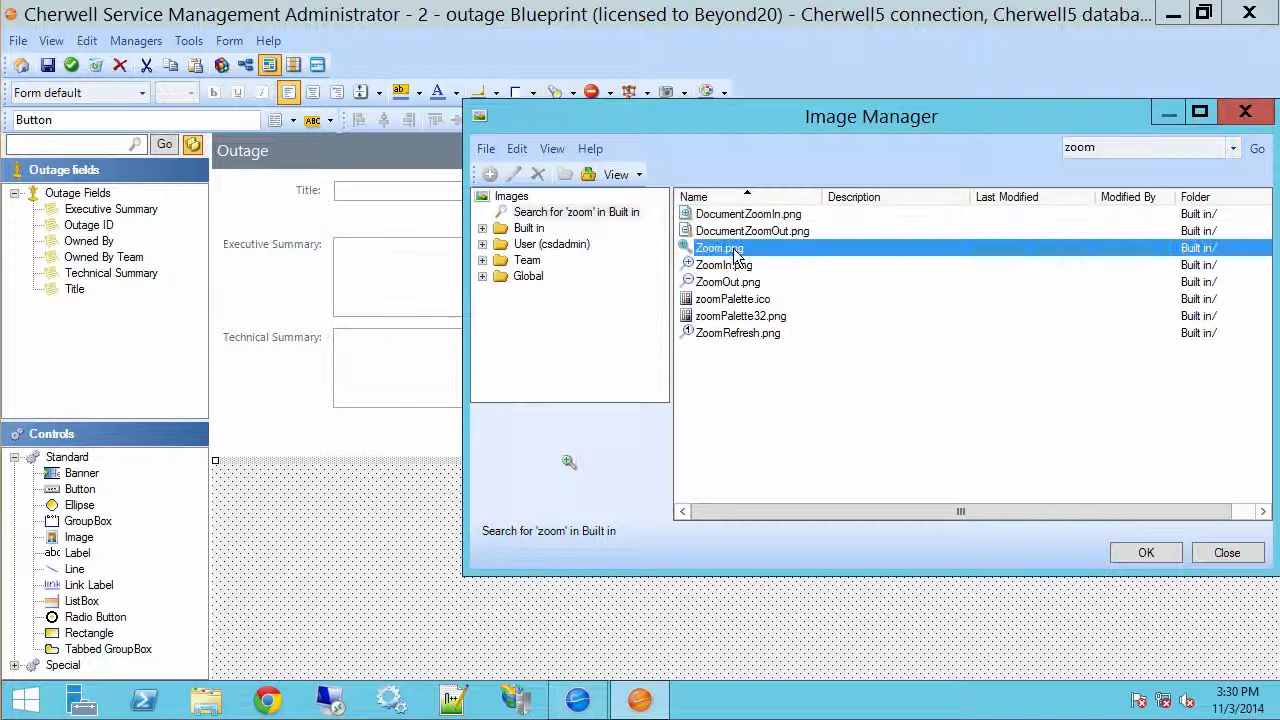 Cherwell Service Management Administrator - 2 - outage Blueprint (licensed to Beyond20) - Cherwell5 connection, Cherwell5 databa...
File View Edit Managers Tools Form Help
Form default
Button
Go
Outage fields
Outage Fields
Executive Summary
Outage ID
Owned By
Owned By Team
Technical Summary
Title
Controls
Standard
Banner
Button
Ellipse
GroupBox
Image
Label
Line
Link Label
ListBox
Radio Button
Rectangle
Tabbed GroupBox
Special
Outage
Title:
Executive Summary:
Technical Summary:
Image Manager
File Edit View Help
zoom
Go
View
Images
Search for 'zoom' in Built in
Built in
User (csdadmin)
Team
Global
Name Description Last Modified Modified By Folder
DocumentZoomIn.png Built in/
DocumentZoomOut.png Built in/
Zoom.png Built in/
ZoomIn.png Built in/
ZoomOut.png Built in/
zoomPalette.ico Built in/
zoomPalette32.png Built in/
ZoomRefresh.png Built in/
Search for 'zoom' in Built in
OK Close
3:30 PM
11/3/2014